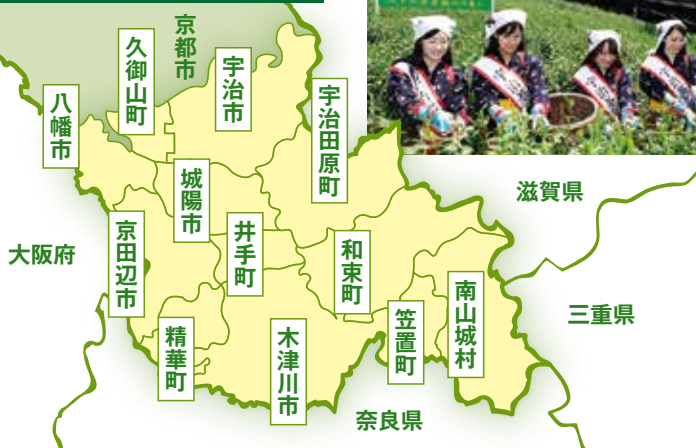 京都市
久御山町
宇治市
八幡市
宇治田原町
城陽市
滋賀県
京田辺市
井手町
大阪府
和束町
南山城村
笠置町
三重県
精華町
木津川市
奈良県